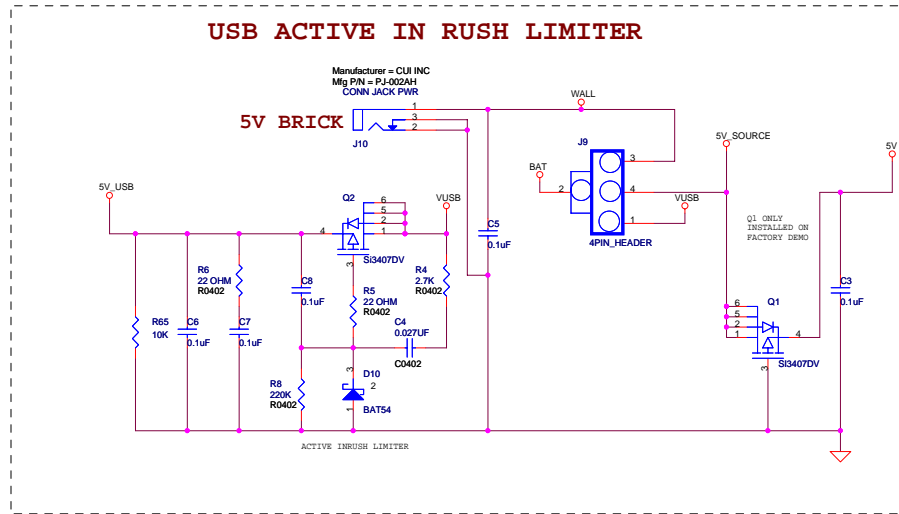 USB ACTIVE IN RUSH LIMITER
Manufacturer = CUI INC
Mfg P/N = PJ-002AH
CONN JACK PWR
5V BRICK
1
3
2
J10
WALL
J9
3
BAT
2
4
VUSB
1
4PIN_HEADER
5V_SOURCE
5V
5V_USB
Q2
6
5
2
4
1
Si3407DV
3
VUSB
C5
0.1uF
Q1 ONLY
INSTALLED ON
FACTORY DEMO
R6
22 OHM
R0402
C8
0.1uF
R5
22 OHM
R0402
R4
2.7K
R0402
C3
0.1uF
R65
10K
C6
0.1uF
C7
0.1uF
C4
0.027UF
C0402
Q1
6
5
2
1
4
SI3407DV
3
R8
220K
R0402
3
D10
2
1
BAT54
ACTIVE INRUSH LIMITER